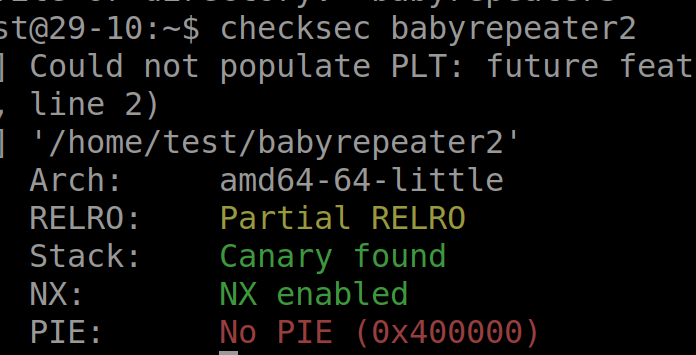 st@29-10:~$ checksec babyrepeater2
] Could not populate PLT: future feat
, line 2)
] '/home/test/babyrepeater2'
Arch: amd64-64-little
RELRO: Partial RELRO
Stack: Canary found
NX: NX enabled
PIE: No PIE (0x400000)